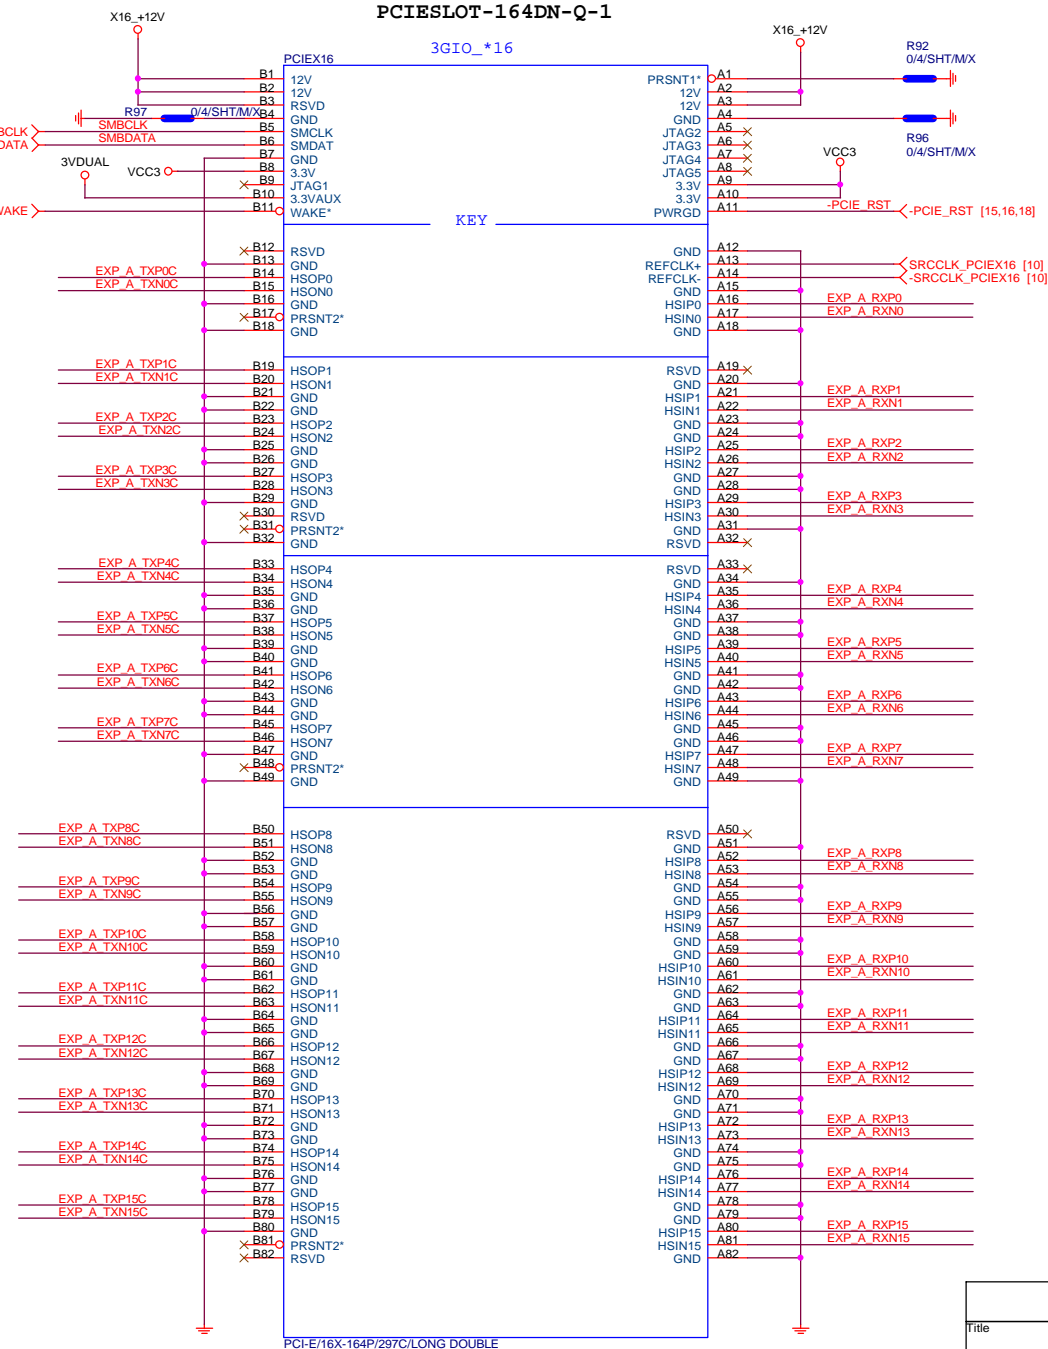 PCIESLOT-164DN-Q-1
X16_+12V
X16_+12V
3GIO_*16
PCIEX16
R92
0/4/SHT/M/X
B1 12V PRSNT1* A1
B2 12V 12V A2
B3 RSVD 12V A3
R97 0/4/SHT/M/X B4 GND GND A4
SMBCLK B5 SMCLK JTAG2 A5
SMBDATA B6 SMDAT JTAG3 A6
R96
0/4/SHT/M/X
B7 GND JTAG4 A7
3VDUAL VCC3 B8 3.3V JTAG5 A8 VCC3
B9 JTAG1 3.3V A9
B10 3.3VAUX 3.3V A10
WAKE B11 WAKE* PWRGD A11 -PCIE_RST -PCIE_RST [15,16,18]
KEY
B12 RSVD GND A12
B13 GND REFCLK+ A13 SRCCLK_PCIEX16 [10]
EXP_A_TXP0C B14 HSOP0 REFCLK- A14 -SRCCLK_PCIEX16 [10]
EXP_A_TXN0C B15 HSON0 GND A15
B16 GND HSIP0 A16 EXP_A_RXP0
B17 PRSNT2* HSIN0 A17 EXP_A_RXN0
B18 GND GND A18
EXP_A_TXP1C B19 HSOP1 RSVD A19
EXP_A_TXN1C B20 HSON1 GND A20
B21 GND HSIP1 A21 EXP_A_RXP1
B22 GND HSIN1 A22 EXP_A_RXN1
EXP_A_TXP2C B23 HSOP2 GND A23
EXP_A_TXN2C B24 HSON2 GND A24
B25 GND HSIP2 A25 EXP_A_RXP2
B26 GND HSIN2 A26 EXP_A_RXN2
EXP_A_TXP3C B27 HSOP3 GND A27
EXP_A_TXN3C B28 HSON3 GND A28
B29 GND HSIP3 A29 EXP_A_RXP3
B30 RSVD HSIN3 A30 EXP_A_RXN3
B31 PRSNT2* GND A31
B32 GND RSVD A32
EXP_A_TXP4C B33 HSOP4 RSVD A33
EXP_A_TXN4C B34 HSON4 GND A34
B35 GND HSIP4 A35 EXP_A_RXP4
B36 GND HSIN4 A36 EXP_A_RXN4
EXP_A_TXP5C B37 HSOP5 GND A37
EXP_A_TXN5C B38 HSON5 GND A38
B39 GND HSIP5 A39 EXP_A_RXP5
B40 GND HSIN5 A40 EXP_A_RXN5
EXP_A_TXP6C B41 HSOP6 GND A41
EXP_A_TXN6C B42 HSON6 GND A42
B43 GND HSIP6 A43 EXP_A_RXP6
B44 GND HSIN6 A44 EXP_A_RXN6
EXP_A_TXP7C B45 HSOP7 GND A45
EXP_A_TXN7C B46 HSON7 GND A46
B47 GND HSIP7 A47 EXP_A_RXP7
B48 PRSNT2* HSIN7 A48 EXP_A_RXN7
B49 GND GND A49
EXP_A_TXP8C B50 HSOP8 RSVD A50
EXP_A_TXN8C B51 HSON8 GND A51
B52 GND HSIP8 A52 EXP_A_RXP8
B53 GND HSIN8 A53 EXP_A_RXN8
EXP_A_TXP9C B54 HSOP9 GND A54
EXP_A_TXN9C B55 HSON9 GND A55
B56 GND HSIP9 A56 EXP_A_RXP9
B57 GND HSIN9 A57 EXP_A_RXN9
EXP_A_TXP10C B58 HSOP10 GND A58
EXP_A_TXN10C B59 HSON10 GND A59
B60 GND HSIP10 A60 EXP_A_RXP10
B61 GND HSIN10 A61 EXP_A_RXN10
EXP_A_TXP11C B62 HSOP11 GND A62
EXP_A_TXN11C B63 HSON11 GND A63
B64 GND HSIP11 A64 EXP_A_RXP11
B65 GND HSIN11 A65 EXP_A_RXN11
EXP_A_TXP12C B66 HSOP12 GND A66
EXP_A_TXN12C B67 HSON12 GND A67
B68 GND HSIP12 A68 EXP_A_RXP12
B69 GND HSIN12 A69 EXP_A_RXN12
EXP_A_TXP13C B70 HSOP13 GND A70
EXP_A_TXN13C B71 HSON13 GND A71
B72 GND HSIP13 A72 EXP_A_RXP13
B73 GND HSIN13 A73 EXP_A_RXN13
EXP_A_TXP14C B74 HSOP14 GND A74
EXP_A_TXN14C B75 HSON14 GND A75
B76 GND HSIP14 A76 EXP_A_RXP14
B77 GND HSIN14 A77 EXP_A_RXN14
EXP_A_TXP15C B78 HSOP15 GND A78
EXP_A_TXN15C B79 HSON15 GND A79
B80 GND HSIP15 A80 EXP_A_RXP15
B81 PRSNT2* HSIN15 A81 EXP_A_RXN15
B82 RSVD GND A82
Title
PCI-E/16X-164P/297C/LONG DOUBLE